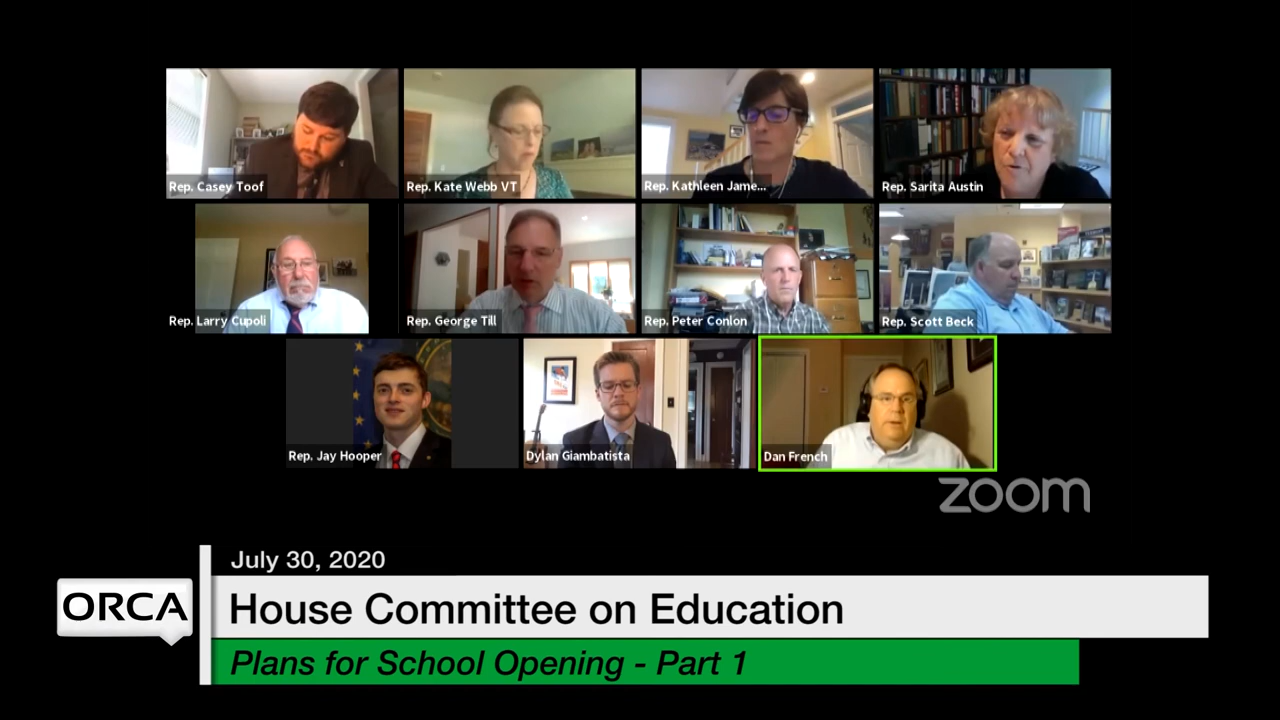 Rep. Casey Toof
Rep. Kate Webb VT
Rep. Kathleen Jame...
Rep. Sarita Austin
Rep. Larry Cupoli
Rep. George Till
Rep. Peter Conlon
Rep. Scott Beck
Rep. Jay Hooper
Dylan Giambatista
Dan French
zoom
July 30, 2020
ORCA
House Committee on Education
Plans for School Opening - Part 1